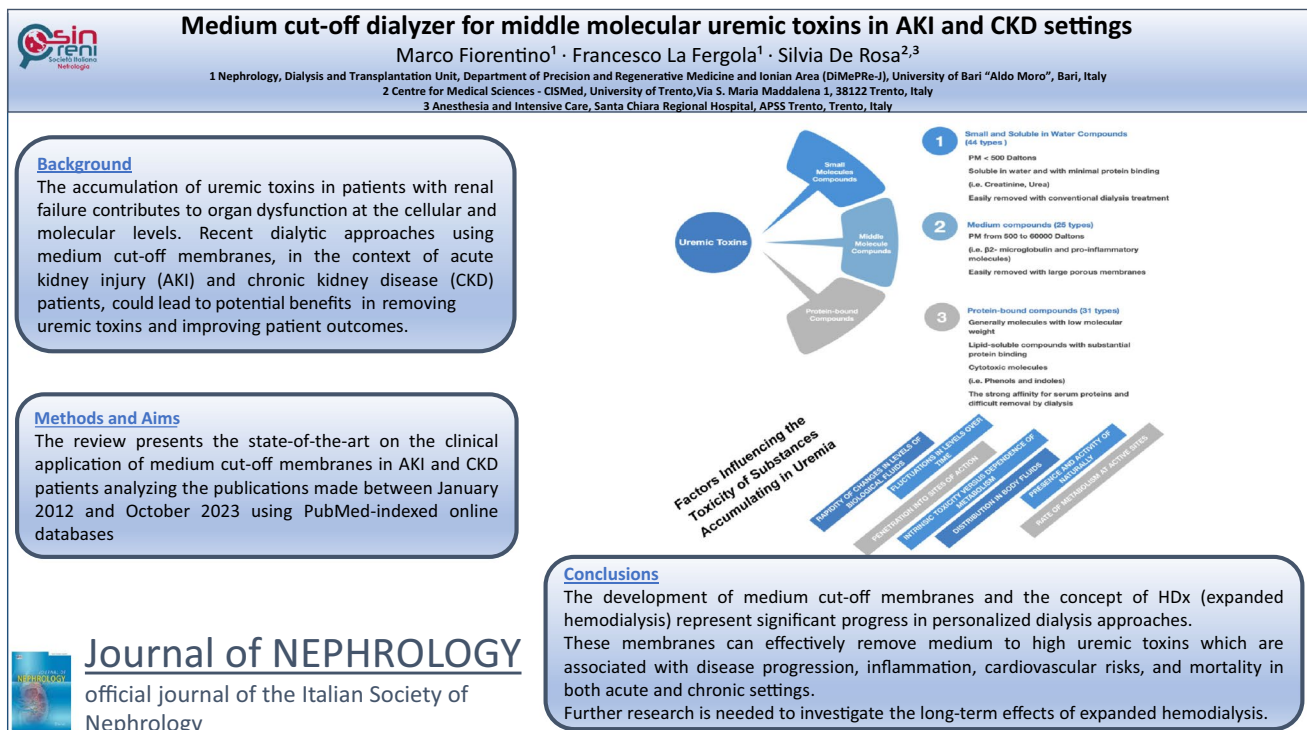 Medium cut-off dialyzer for middle molecular uremic toxins in AKI and CKD settings
Marco Fiorentino¹ · Francesco La Fergola¹ · Silvia De Rosa²,³
1 Nephrology, Dialysis and Transplantation Unit, Department of Precision and Regenerative Medicine and Ionian Area (DiMePRe-J), University of Bari "Aldo Moro", Bari, Italy
2 Centre for Medical Sciences - CISMed, University of Trento,Via S. Maria Maddalena 1, 38122 Trento, Italy
3 Anesthesia and Intensive Care, Santa Chiara Regional Hospital, APSS Trento, Trento, Italy
sin
reni
Società Italiana
Nefrologia
Background
The accumulation of uremic toxins in patients with renal
failure contributes to organ dysfunction at the cellular and
molecular levels. Recent dialytic approaches using
medium cut-off membranes, in the context of acute
kidney injury (AKI) and chronic kidney disease (CKD)
patients, could lead to potential benefits in removing
uremic toxins and improving patient outcomes.
Methods and Aims
The review presents the state-of-the-art on the clinical
application of medium cut-off membranes in AKI and CKD
patients analyzing the publications made between January
2012 and October 2023 using PubMed-indexed online
databases
Uremic Toxins
Small
Molecules
Compounds
Middle
Molecule
Compunds
Protein-bound
Compounds
1
Small and Soluble in Water Compounds
(44 types )
PM < 500 Daltons
Soluble in water and with minimal protein binding
(i.e. Creatinine, Urea)
Easily removed with conventional dialysis treatment
2
Medium compounds (25 types)
PM from 500 to 60000 Daltons
(i.e. β2- microglobulin and pro-inflammatory
molecules)
Easily removed with large porous membranes
3
Protein-bound compounds (31 types)
Generally molecules with low molecular
weight
Lipid-soluble compounds with substantial
protein binding
Cytotoxic molecules
(i.e. Phenols and indoles)
The strong affinity for serum proteins and
difficult removal by dialysis
Factors influencing the
Toxicity of Substances
Accumulating in Uremia
RAPIDITY OF CHANGES IN LEVELS OF
BIOLOGICAL FLUIDS
FLUCTUATIONS IN LEVELS OVER
TIME
PENETRATION INTO SITES OF ACTION
INTRINSIC TOXICITY VERSUS DEPENDENCE OF
METABOLISM
DISTRIBUTION IN BODY FLUIDS
PRESENCE AND ACTIVITY OF
NATURALLY
RATE OF METABOLISM AT ACTIVE SITES
Conclusions
The development of medium cut-off membranes and the concept of HDx (expanded
hemodialysis) represent significant progress in personalized dialysis approaches.
These membranes can effectively remove medium to high uremic toxins which are
associated with disease progression, inflammation, cardiovascular risks, and mortality in
both acute and chronic settings.
Further research is needed to investigate the long-term effects of expanded hemodialysis.
NEPHROLOGY
Journal of NEPHROLOGY
official journal of the Italian Society of
Nephrology